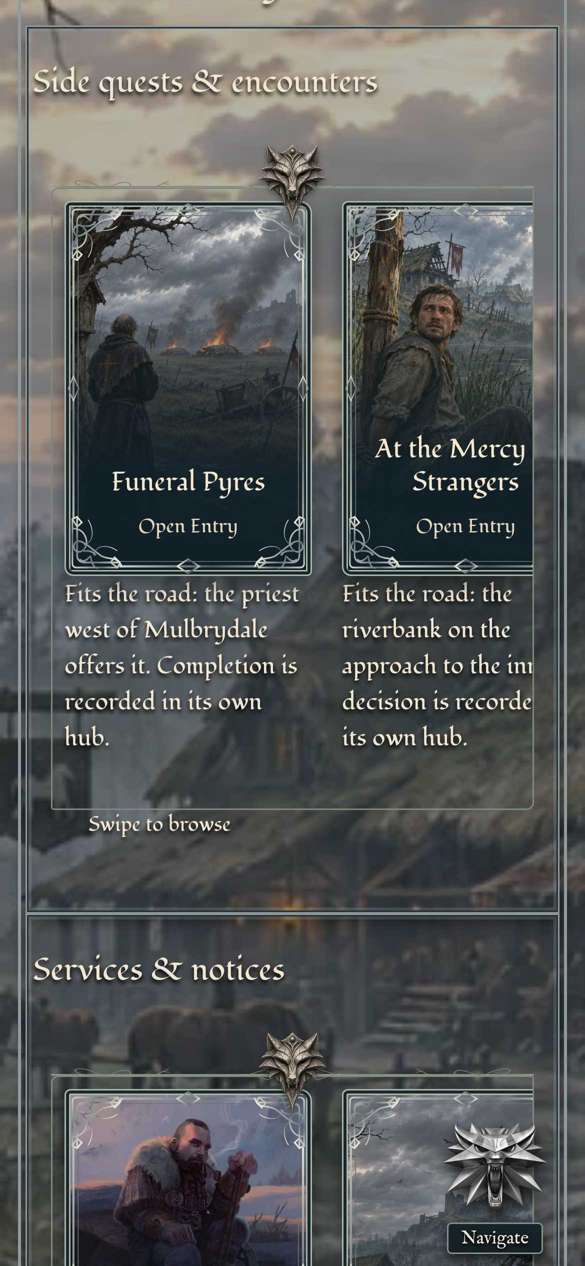 Side quests & encounters
Funeral Pyres
Open Entry
Fits the road: the priest
west of Mulbrydale
offers it. Completion is
recorded in its own
hub.
At the Mercy
Strangers
Open Entry
Fits the road: the
riverbank on the
approach to the
decision is
its own hub.
Swipe to browse
Services & notices
Navigate